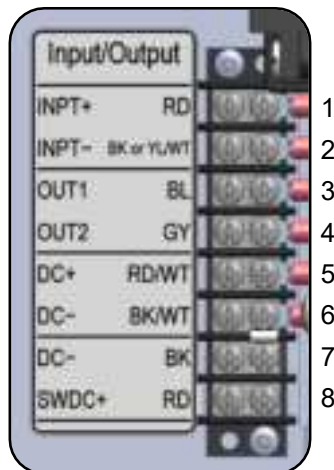 Input/Output
INPT+ RD 1
INPT- BK or YL/WT 2
OUT1 BL 3
OUT2 GY 4
DC+ RD/WT 5
DC- BK/WT 6
DC- BK 7
SWDC+ RD 8